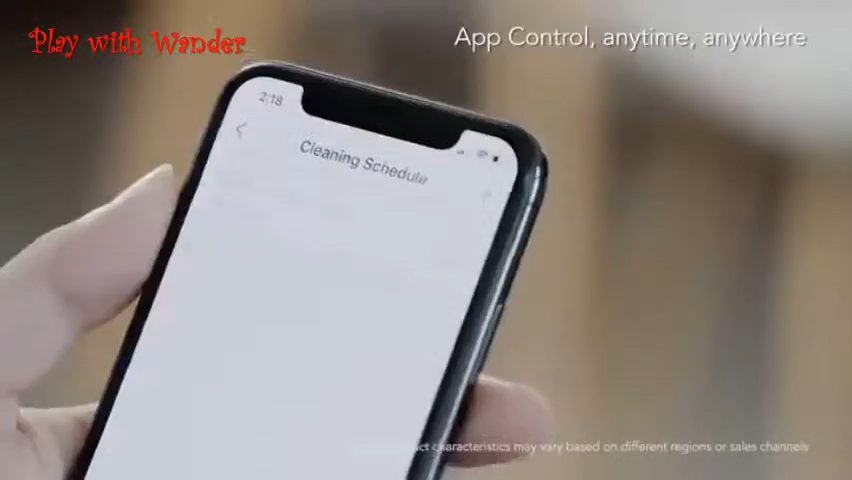 Play with Wander
App Control, anytime, anywhere
2:18
Cleaning Schedule
characteristics may vary based on different regions or sales channels